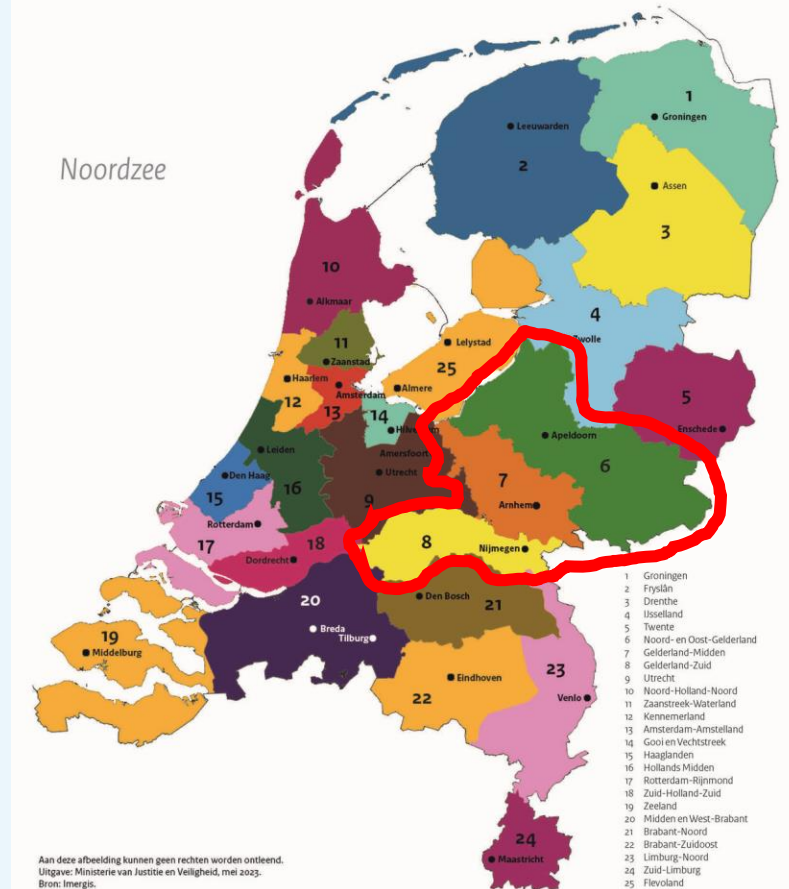 Noordzee
1
Groningen
Leeuwarden
2
Assen
3
10
Alkmaar
4
Zwolle
11
Zaanstad
Lelystad
25
Haarlem
12
Amsterdam
13
Almere
14
Hilversum
5
Enschede
Apeldoorn
6
Leiden
Amersfoort
Utrecht
Den Haag
15
16
9
7
Arnhem
Rotterdam
17
18
Dordrecht
8
Nijmegen
20
Den Bosch
21
Breda
Tilburg
19
Middelburg
Eindhoven
22
23
Venlo
24
Maastricht
1 Groningen
2 Fryslân
3 Drenthe
4 IJsselland
5 Twente
6 Noord- en Oost-Gelderland
7 Gelderland-Midden
8 Gelderland-Zuid
9 Utrecht
10 Noord-Holland-Noord
11 Zaanstreek-Waterland
12 Kennemerland
13 Amsterdam-Amstelland
14 Gooi en Vechtstreek
15 Haaglanden
16 Hollands Midden
17 Rotterdam-Rijnmond
18 Zuid-Holland-Zuid
19 Zeeland
20 Midden en West-Brabant
21 Brabant-Noord
22 Brabant-Zuidoost
23 Limburg-Noord
24 Zuid-Limburg
25 Flevoland
Aan deze afbeelding kunnen geen rechten worden ontleend.
Uitgave: Ministerie van Justitie en Veiligheid, mei 2023.
Bron: Imergis.